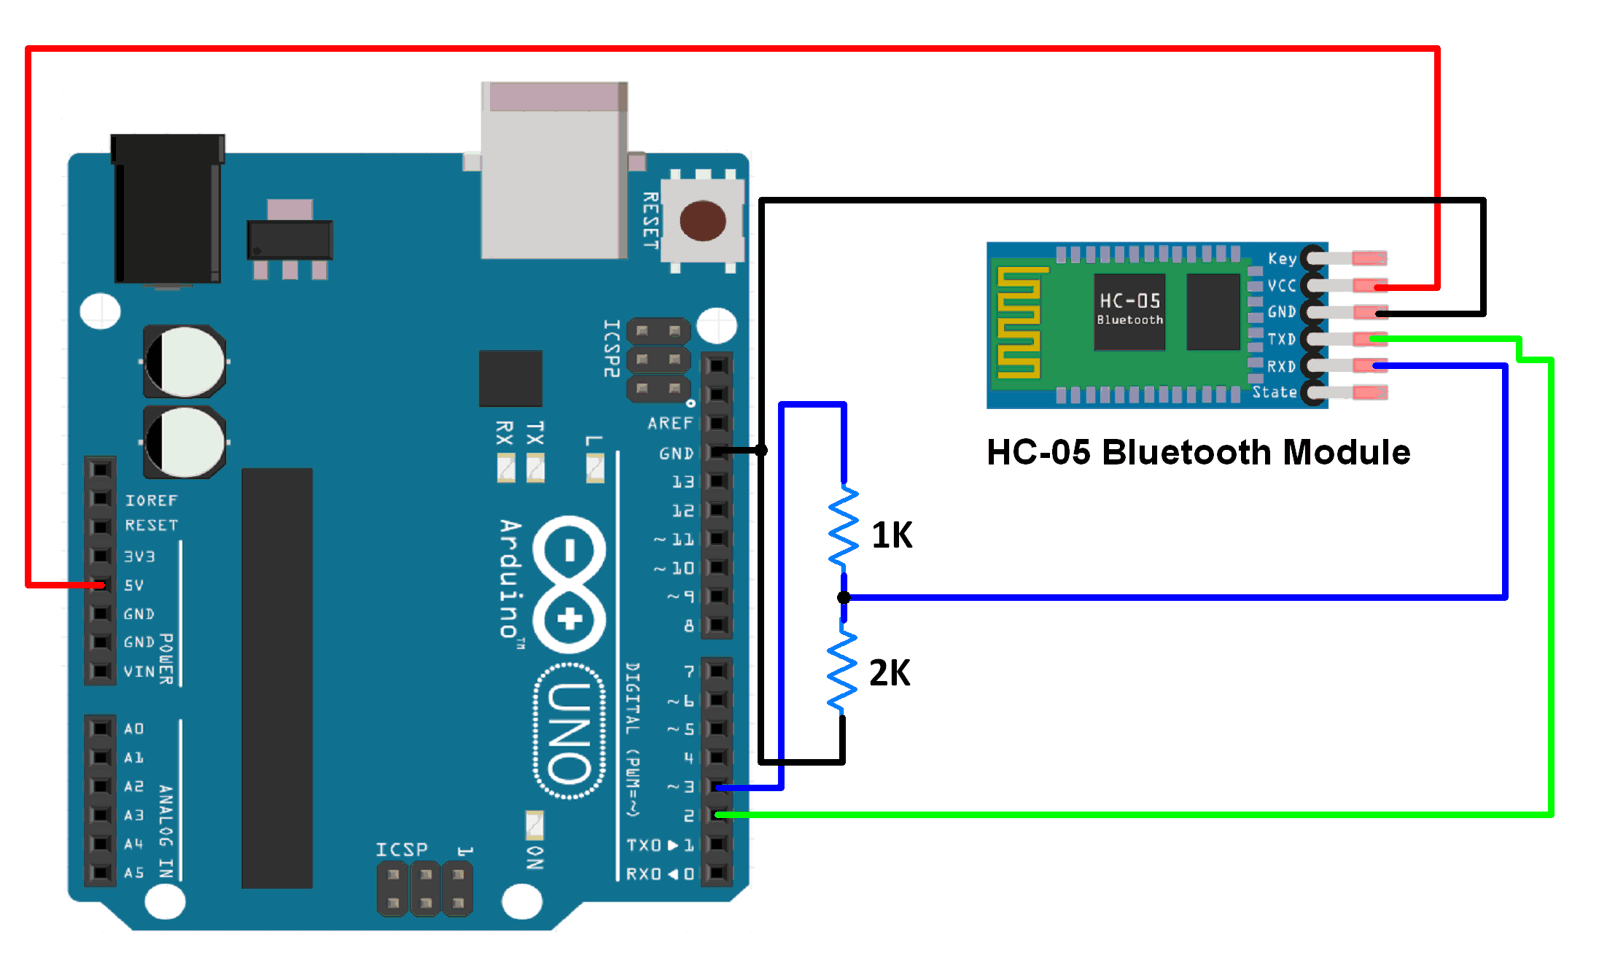 RESET
ICSP2
AREF
GND
13
12
~11
~10
~9
8
7
~6
~5
4
~3
2
TX0►1
RX0◄0
RX
TX
L
IOREF
RESET
3V3
5V
GND
GND
VIN
POWER
A0
A1
A2
A3
A4
A5
ANALOG IN
Arduino™
UNO
DIGITAL (PWM=~)
ICSP
1
ON
1K
2K
HC-05
Bluetooth
Key
VCC
GND
TXD
RXD
State
HC-05 Bluetooth Module